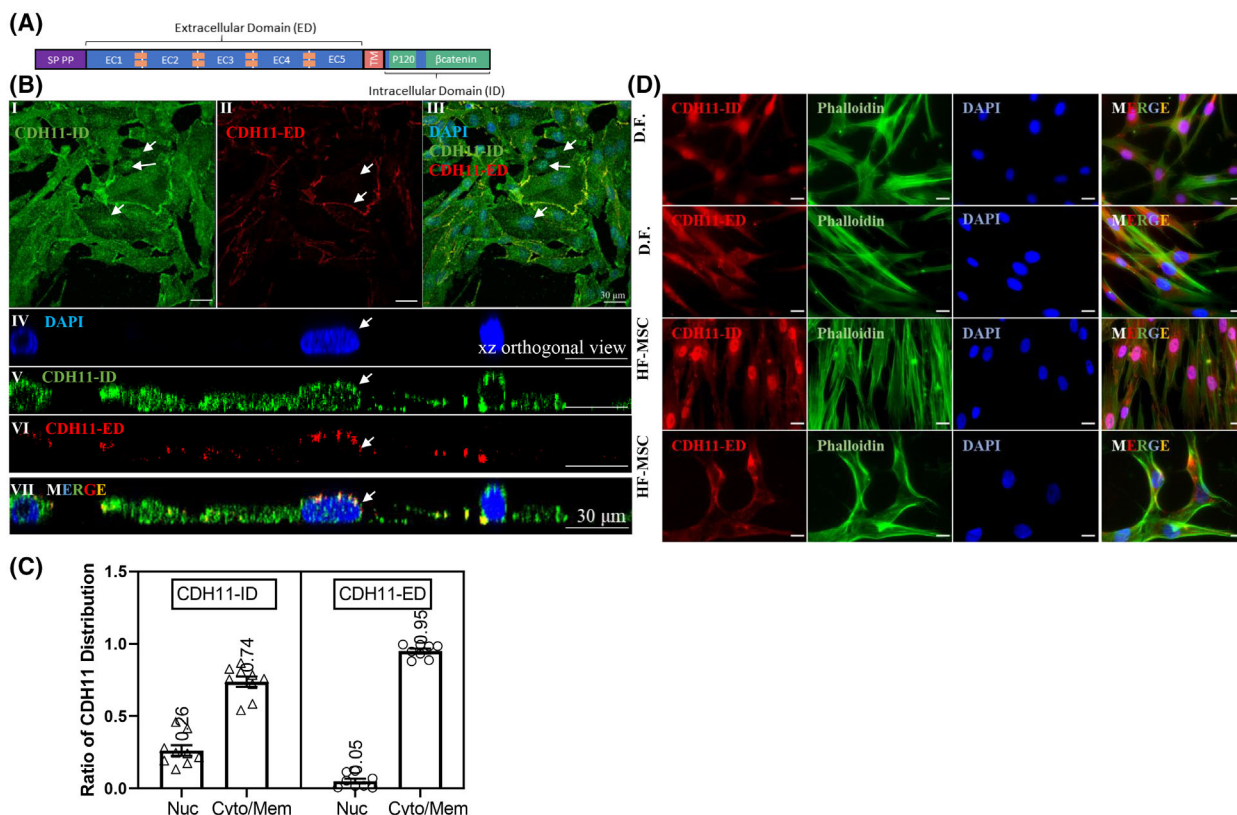 (A)
Extracellular Domain (ED)
SP PP EC1 EC2 EC3 EC4 EC5 TM P120 βcatenin
Intracellular Domain (ID)
(B)
I CDH11-ID
II CDH11-ED
III DAPI
CDH11-ID
CDH11-ED
30 μm
IV DAPI
xz orthogonal view
V CDH11-ID
VI CDH11-ED
VII MERGE
30 μm
(C)
Ratio of CDH11 Distribution
1.5
1.0
0.5
0.0
CDH11-ID
CDH11-ED
0.26
0.74
0.05
0.95
Nuc Cyto/Mem Nuc Cyto/Mem
(D)
D.F. CDH11-ID Phalloidin DAPI MERGE
D.F. CDH11-ED Phalloidin DAPI MERGE
HF-MSC CDH11-ID Phalloidin DAPI MERGE
HF-MSC CDH11-ED Phalloidin DAPI MERGE